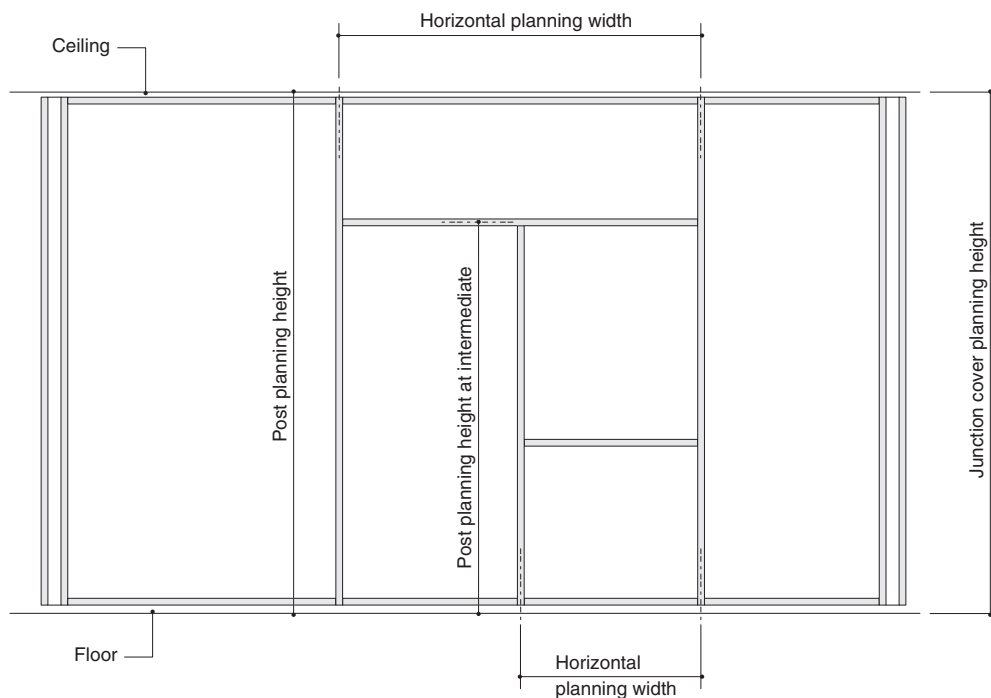 Horizontal planning width
Ceiling
Post planning height
Post planning height at intermediate
Junction cover planning height
Floor
Horizontal
planning width